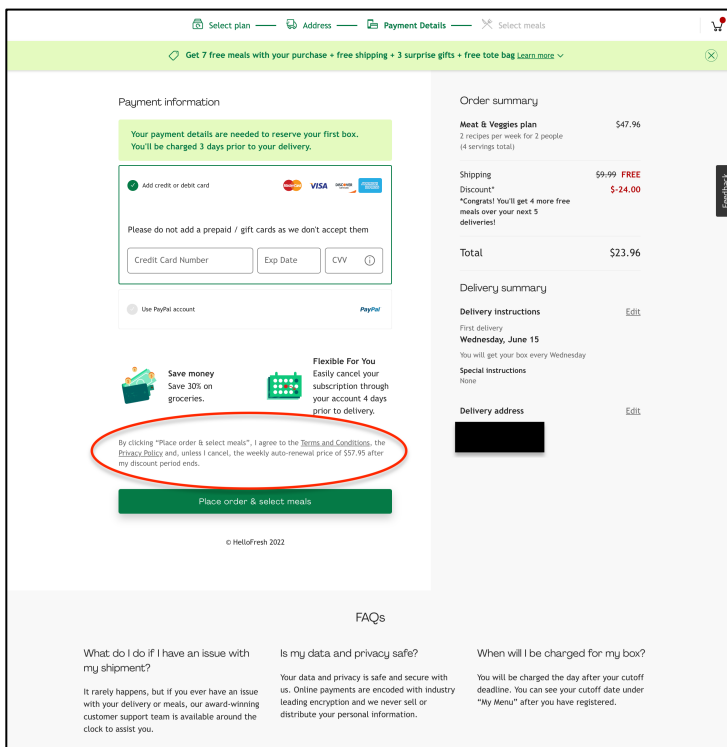 Select plan
Address
Payment Details
Select meals
Get 7 free meals with your purchase + free shipping + 3 surprise gifts + free tote bag Learn more
Payment information
Your payment details are needed to reserve your first box.
You'll be charged 3 days prior to your delivery.
Add credit or debit card
MasterCard VISA DISCOVER AMERICAN EXPRESS
Please do not add a prepaid / gift cards as we don't accept them
Credit Card Number
Exp Date
CVV
Use PayPal account
PayPal
Save money
Save 30% on
groceries.
Flexible For You
Easily cancel your
subscription through
your account 4 days
prior to delivery.
By clicking "Place order & select meals", I agree to the Terms and Conditions, the
Privacy Policy and, unless I cancel, the weekly auto-renewal price of $57.95 after
my discount period ends.
Place order & select meals
© HelloFresh 2022
Order summary
Meat & Veggies plan $47.96
2 recipes per week for 2 people
(4 servings total)
Shipping $9.99 FREE
Discount* $-24.00
*Congrats! You'll get 4 more free
meals over your next 5
deliveries!
Total $23.96
Delivery summary
Delivery instructions Edit
First delivery
Wednesday, June 15
You will get your box every Wednesday
Special instructions
None
Delivery address Edit
Feedback
FAQs
What do I do if I have an issue with
my shipment?
It rarely happens, but if you ever have an issue
with your delivery or meals, our award-winning
customer support team is available around the
clock to assist you.
Is my data and privacy safe?
Your data and privacy is safe and secure with
us. Online payments are encoded with industry
leading encryption and we never sell or
distribute your personal information.
When will I be charged for my box?
You will be charged the day after your cutoff
deadline. You can see your cutoff date under
"My Menu" after you have registered.